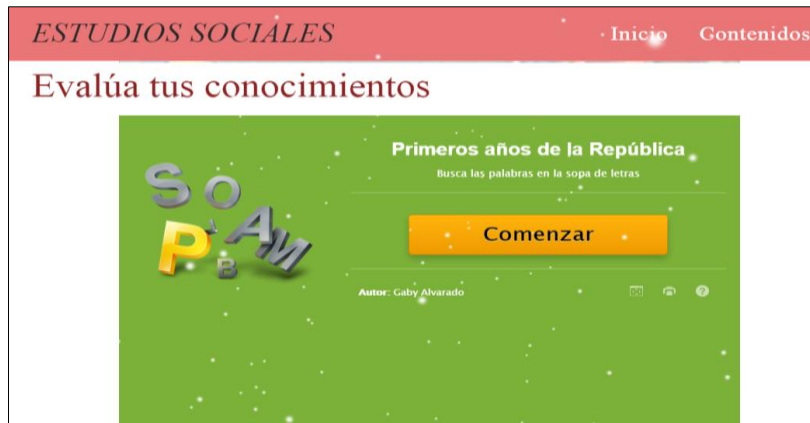 ESTUDIOS SOCIALES
Inicio Gontenidos
Evalúa tus conocimientos
Primeros años de la República
Busca las palabras en la sopa de letras
Comenzar
Autor: Gaby Alvarado
S O P A M B